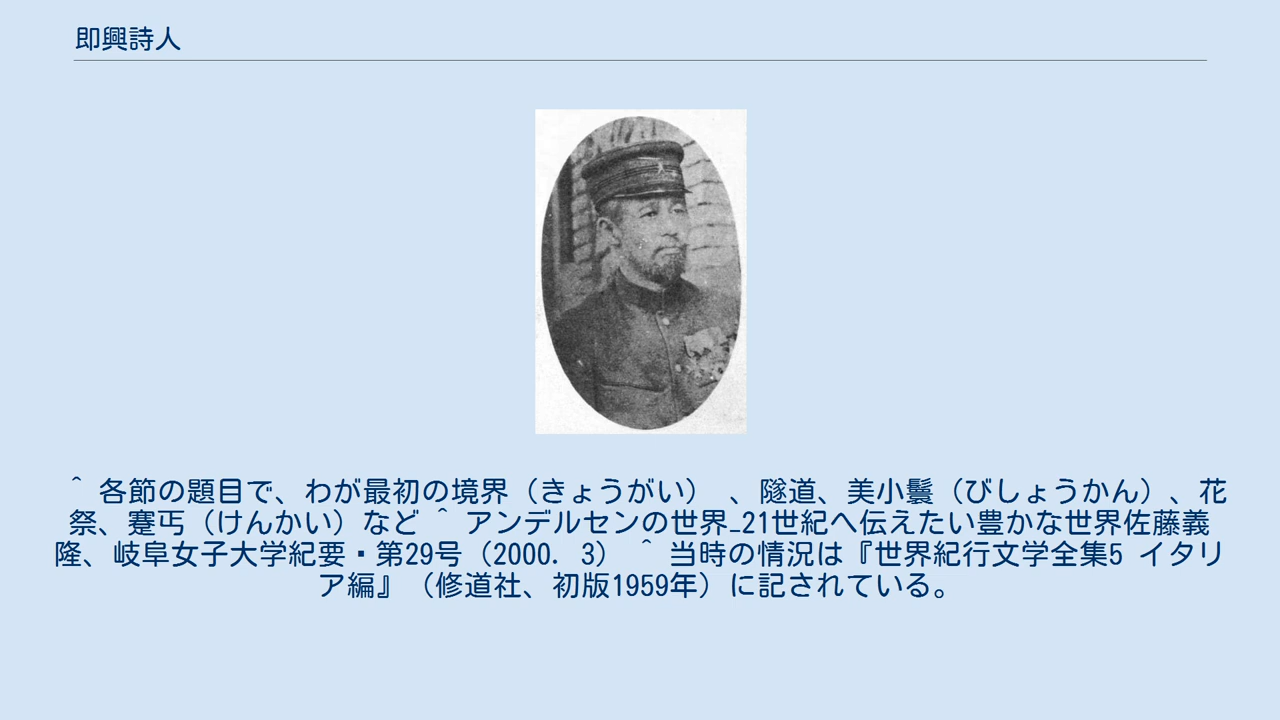 即興詩人
^ 各節の題目で、わが最初の境界（きょうがい） 、隧道、美小鬟（びしょうかん）、花
祭、蹇丐（けんかい）など ^ アンデルセンの世界_21世紀へ伝えたい豊かな世界佐藤義
隆、岐阜女子大学紀要・第29号（2000. 3） ^ 当時の情況は『世界紀行文学全集5 イタリ
ア編』（修道社、初版1959年）に記されている。